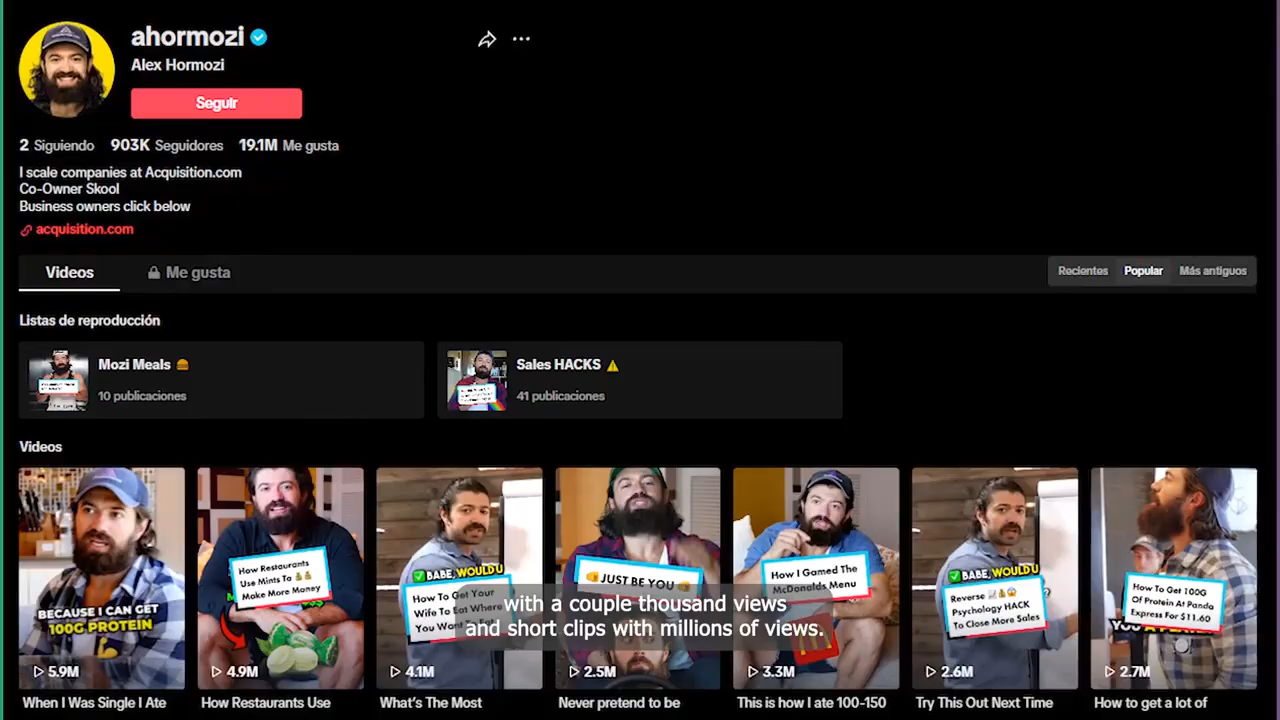 ahormozi
Alex Hormozi
Seguir
2 Siguiendo 903K Seguidores 19.1M Me gusta
I scale companies at Acquisition.com
Co-Owner Skool
Business owners click below
acquisition.com
Videos Me gusta Recientes Popular Más antiguos
Listas de reproducción
Mozi Meals
10 publicaciones
Sales HACKS
41 publicaciones
Videos
BECAUSE I CAN GET
100G PROTEIN
5.9M
When I Was Single I Ate
How Restaurants
Use Mints To
Make More Money
4.9M
How Restaurants Use
BABE, WOULD U
How To Get Your
Wife To Eat Where
You Want To
4.1M
What's The Most
JUST BE YOU
2.5M
Never pretend to be
How I Gamed The
McDonalds Menu
3.3M
This is how I ate 100-150
BABE, WOULD U
Reverse
Psychology HACK
To Close More Sales
2.6M
Try This Out Next Time
How To Get 100G
Of Protein At Panda
Express For $11.60
2.7M
How to get a lot of
with a couple thousand views
and short clips with millions of views.